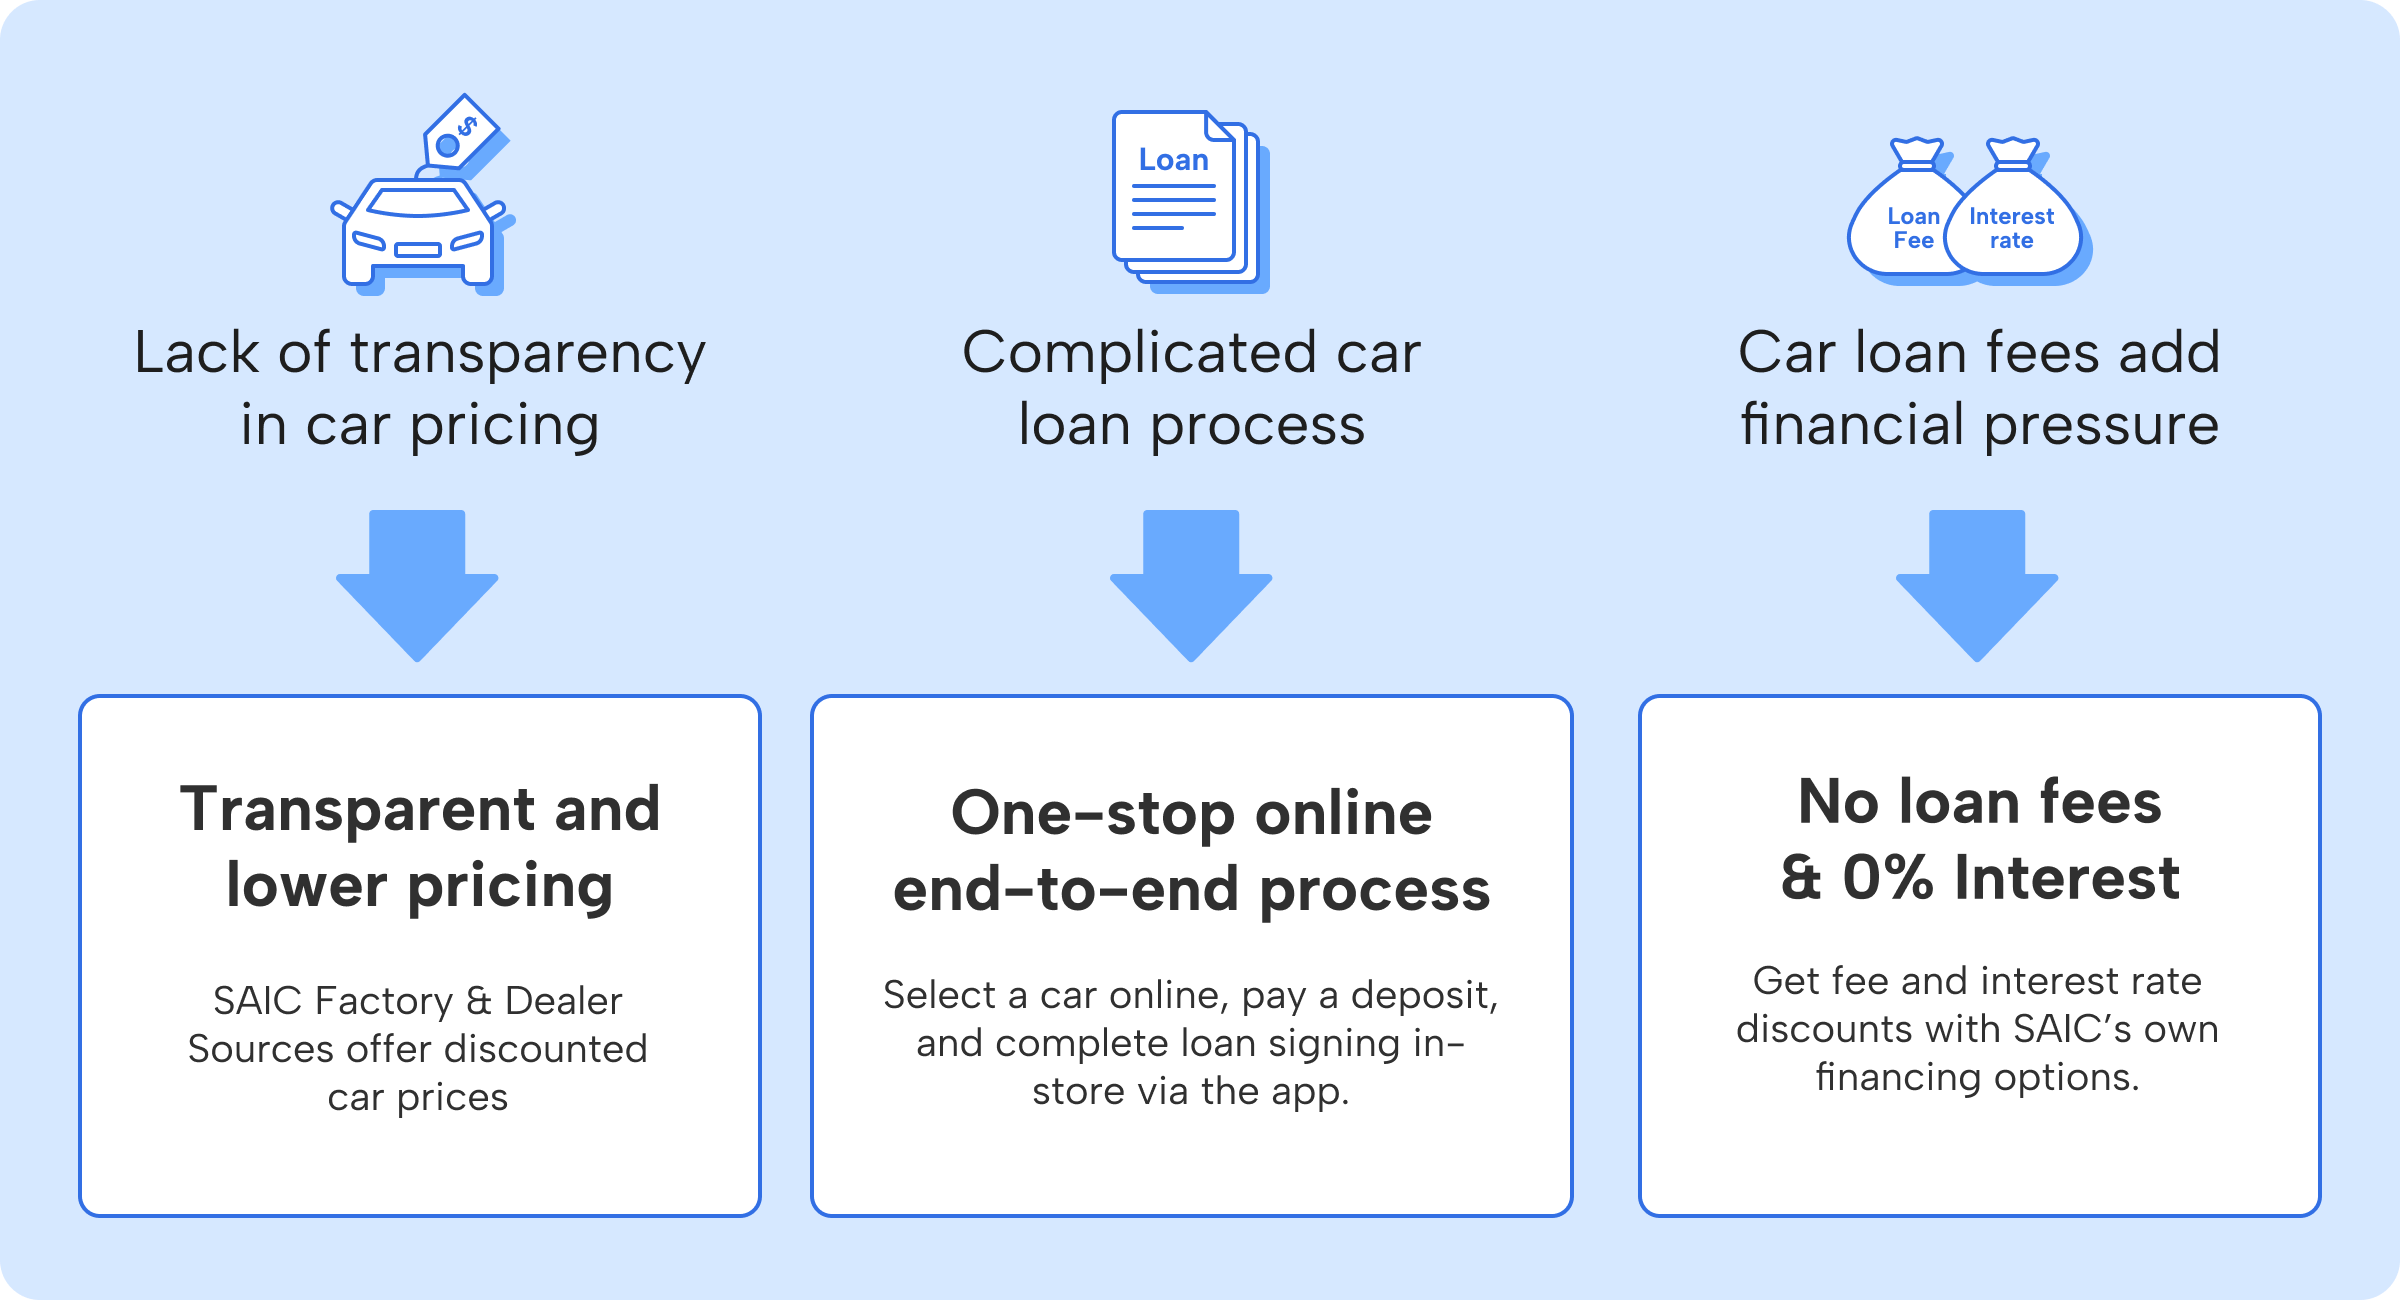 $
Lack of transparency
in car pricing
Transparent and
lower pricing
SAIC Factory & Dealer
Sources offer discounted
car prices
Loan
Complicated car
loan process
One-stop online
end-to-end process
Select a car online, pay a deposit,
and complete loan signing in-
store via the app.
Loan
Fee
Interest
rate
Car loan fees add
financial pressure
No loan fees
& 0% Interest
Get fee and interest rate
discounts with SAIC’s own
financing options.